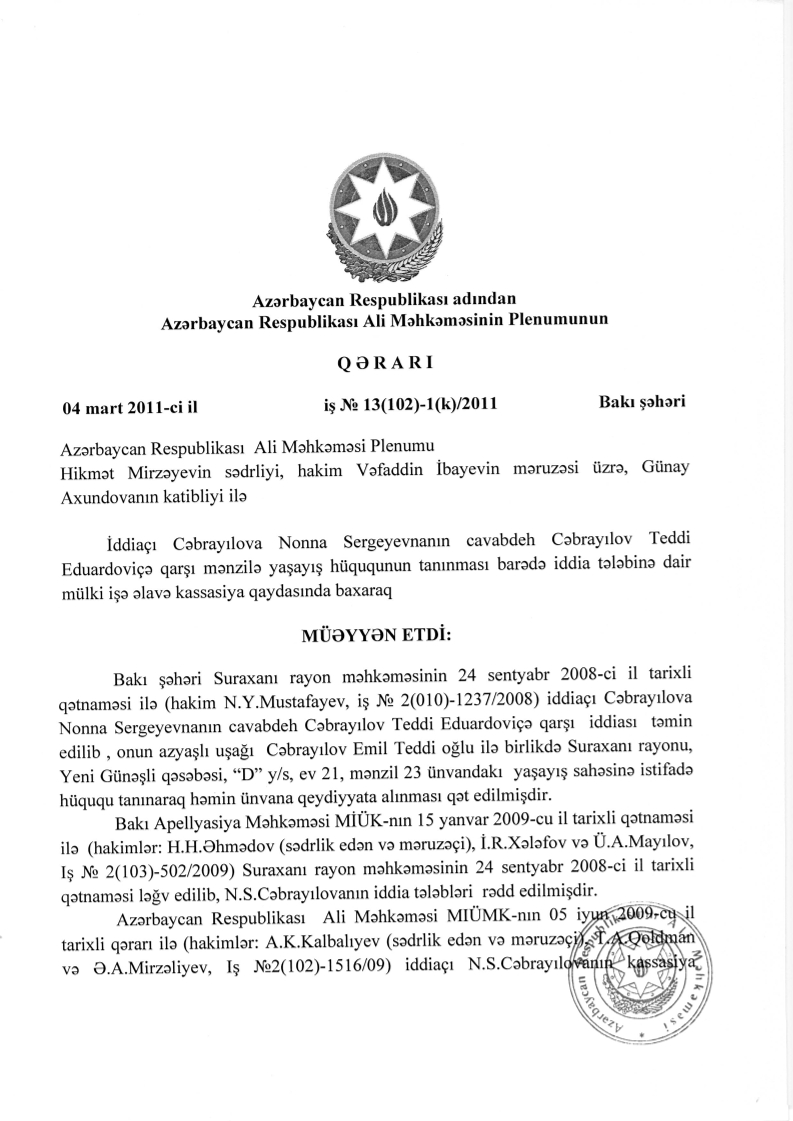 Azərbaycan Respublikası adından
Azərbaycan Respublikası Ali Məhkəməsinin Plenumunun
QƏRARI
04 mart 2011-ci il iş № 13(102)-1(k)/2011 Bakı şəhəri
Azərbaycan Respublikası Ali Məhkəməsi Plenumu
Hikmət Mirzəyevin sədrliyi, hakim Vəfaddin İbayevin məruzəsi üzrə, Günay
Axundovanın katibliyi ilə
İddiaçı Cəbrayılova Nonna Sergeyevnanın cavabdeh Cəbrayılov Teddi
Eduardoviçə qarşı mənzilə yaşayış hüququnun tanınması barədə iddia tələbinə dair
mülki işə əlavə kassasiya qaydasında baxaraq
MÜƏYYƏN ETDİ:
Bakı şəhəri Suraxanı rayon məhkəməsinin 24 sentyabr 2008-ci il tarixli
qətnaməsi ilə (hakim N.Y.Mustafayev, iş № 2(010)-1237/2008) iddiaçı Cəbrayılova
Nonna Sergeyevnanın cavabdeh Cəbrayılov Teddi Eduardoviçə qarşı iddiası təmin
edilib , onun azyaşlı uşağı Cəbrayılov Emil Teddi oğlu ilə birlikdə Suraxanı rayonu,
Yeni Günəşli qəsəbəsi, “D” y/s, ev 21, mənzil 23 ünvandakı yaşayış sahəsinə istifadə
hüququ tanınaraq həmin ünvana qeydiyyata alınması qət edilmişdir.
Bakı Apellyasiya Məhkəməsi MİÜK-nın 15 yanvar 2009-cu il tarixli qətnaməsi
ilə (hakimlər: H.H.Əhmədov (sədrlik edən və məruzəçi), İ.R.Xələfov və Ü.A.Mayılov,
Iş № 2(103)-502/2009) Suraxanı rayon məhkəməsinin 24 sentyabr 2008-ci il tarixli
qətnaməsi ləğv edilib, N.S.Cəbrayılovanın iddia tələbləri rədd edilmişdir.
Azərbaycan Respublikası Ali Məhkəməsi MIÜMK-nın 05 iyun 2009-cu il
tarixli qərarı ilə (hakimlər: A.K.Kalbalıyev (sədrlik edən və məruzəçi), T.A.Qoldman
və Ə.A.Mirzəliyev, Iş №2(102)-1516/09) iddiaçı N.S.Cəbrayılovanın kassasiya
Azərbaycan Respublikası Ali Məhkəməsi *